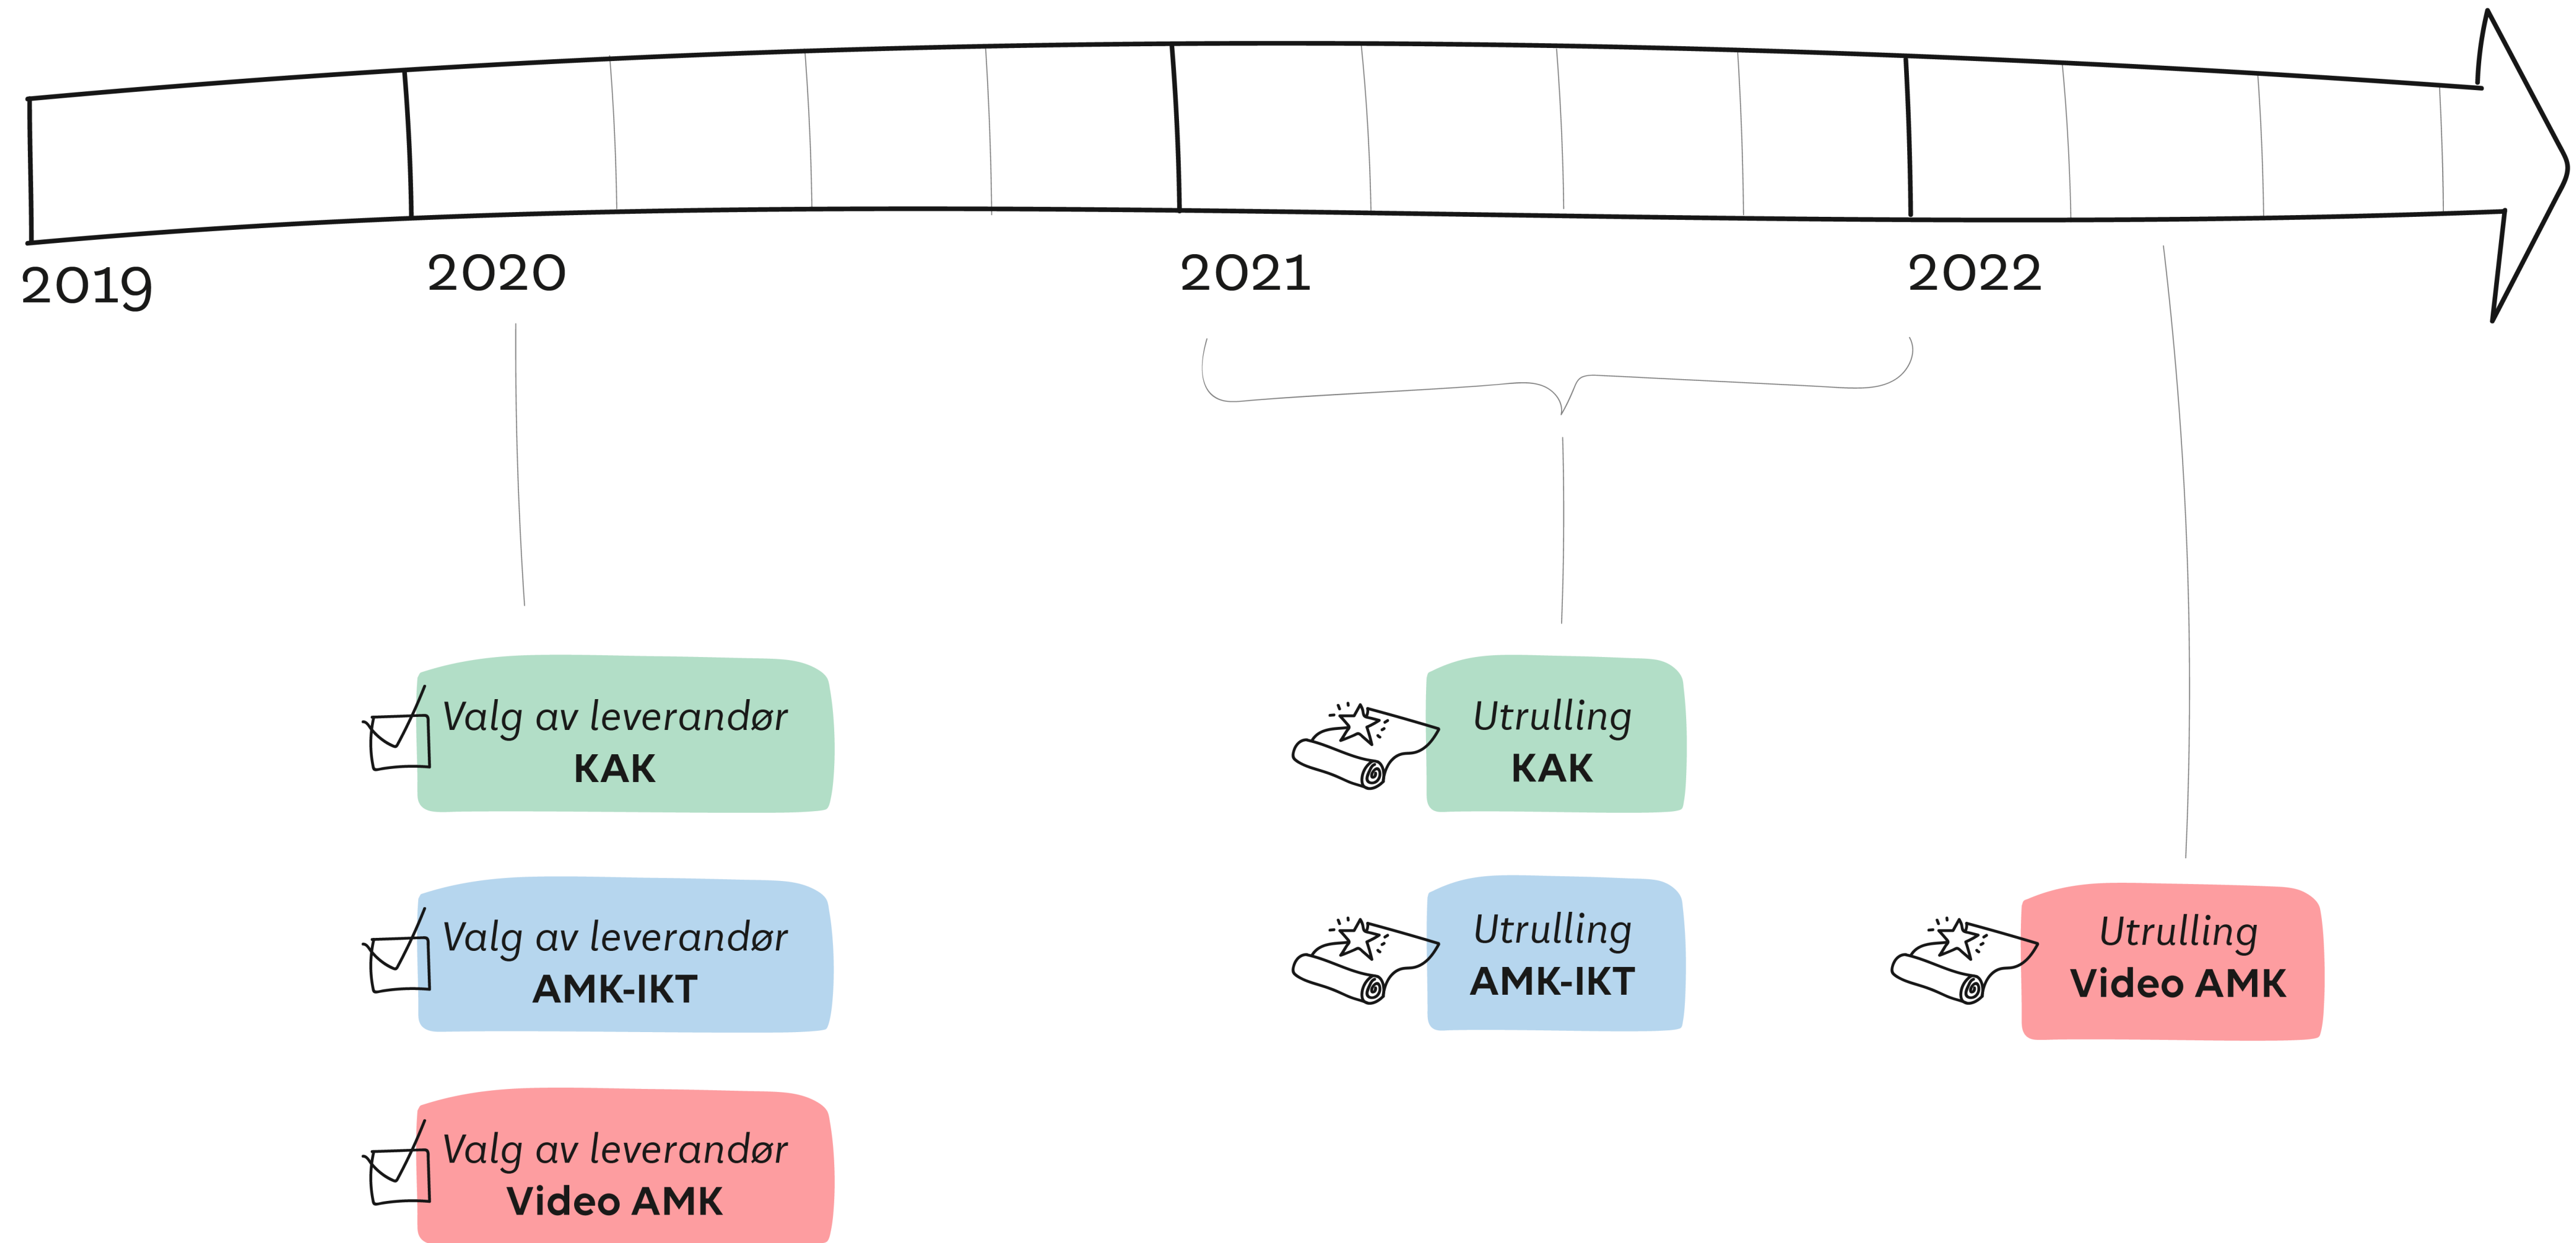 2019
2020
2021
2022
Valg av leverandør
KAK
Utrulling
KAK
Valg av leverandør
AMK-IKT
Utrulling
AMK-IKT
Utrulling
Video AMK
Valg av leverandør
Video AMK